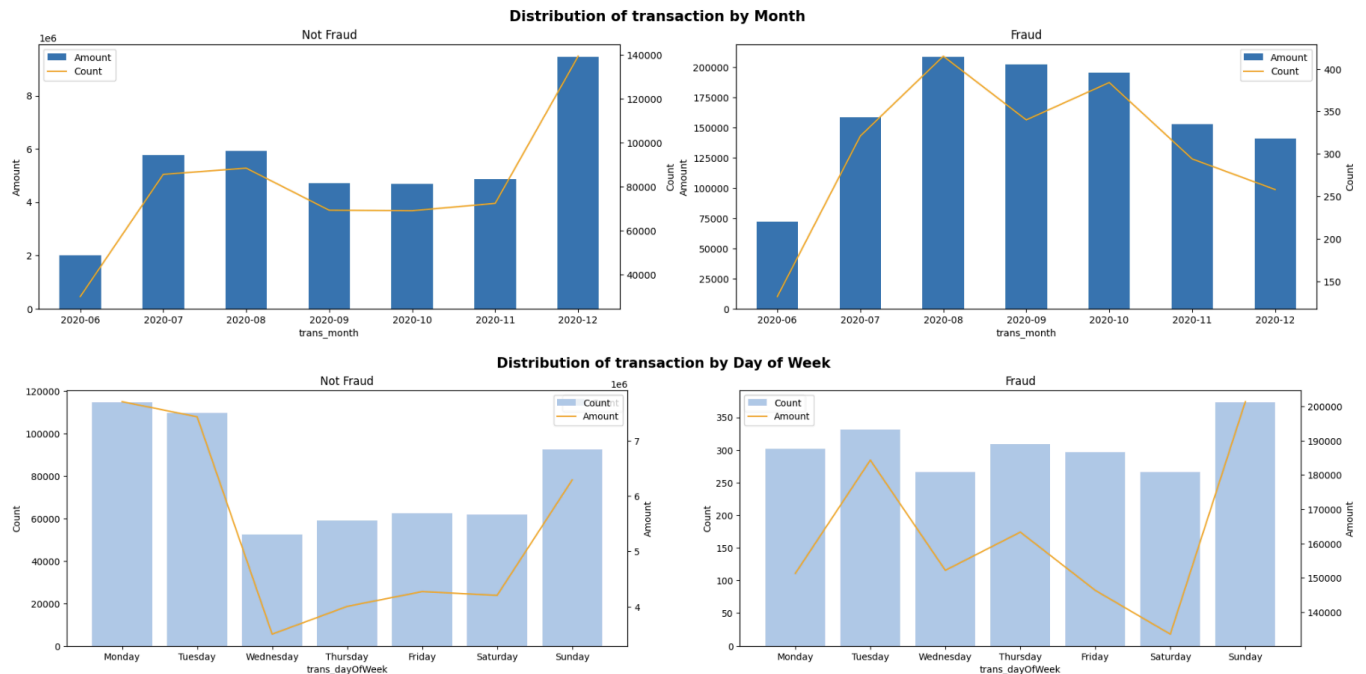 Distribution of transaction by Month
Not Fraud
1e6
Amount
Count
Amount
8
6
4
2
0
140000
120000
100000
80000
60000
40000
Count
2020-06 2020-07 2020-08 2020-09 2020-10 2020-11 2020-12
trans_month
Fraud
Amount
Count
Amount
200000
175000
150000
125000
100000
75000
50000
25000
0
400
350
300
250
200
150
Count
2020-06 2020-07 2020-08 2020-09 2020-10 2020-11 2020-12
trans_month
Distribution of transaction by Day of Week
Not Fraud
1e6
Count
Amount
Count
120000
100000
80000
60000
40000
20000
0
7
6
5
4
Amount
Monday Tuesday Wednesday Thursday Friday Saturday Sunday
trans_dayOfWeek
Fraud
Count
Amount
Count
350
300
250
200
150
100
50
0
200000
190000
180000
170000
160000
150000
140000
Amount
Monday Tuesday Wednesday Thursday Friday Saturday Sunday
trans_dayOfWeek